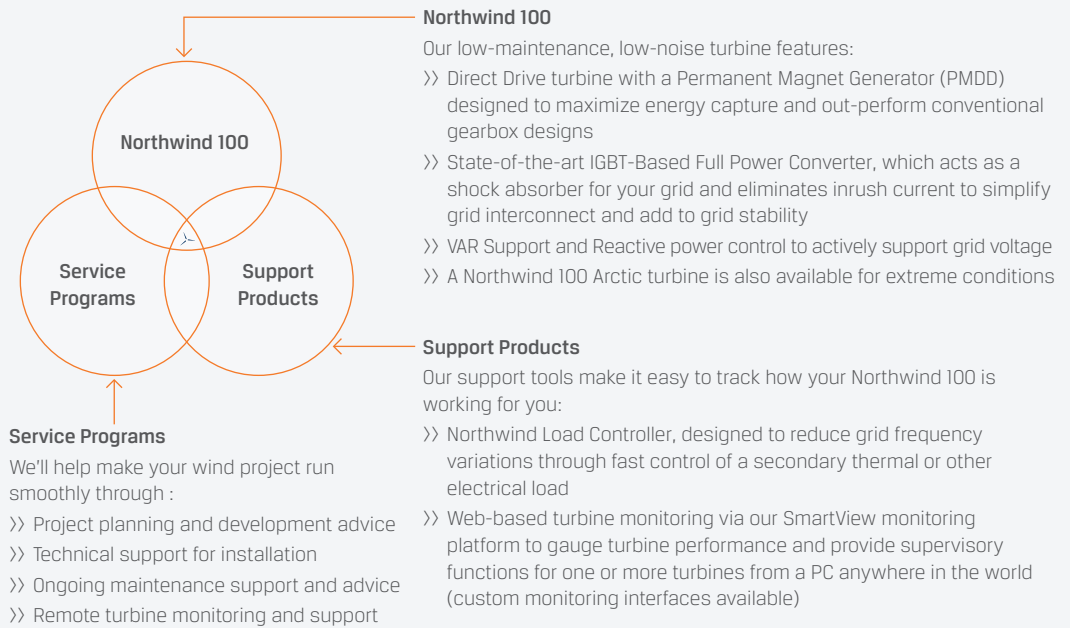 Northwind 100
Service
Programs
Support
Products
Northwind 100
Our low-maintenance, low-noise turbine features:
>> Direct Drive turbine with a Permanent Magnet Generator (PMDD)
designed to maximize energy capture and out-perform conventional
gearbox designs
>> State-of-the-art IGBT-Based Full Power Converter, which acts as a
shock absorber for your grid and eliminates inrush current to simplify
grid interconnect and add to grid stability
>> VAR Support and Reactive power control to actively support grid voltage
>> A Northwind 100 Arctic turbine is also available for extreme conditions
Support Products
Our support tools make it easy to track how your Northwind 100 is
working for you:
>> Northwind Load Controller, designed to reduce grid frequency
variations through fast control of a secondary thermal or other
electrical load
>> Web-based turbine monitoring via our SmartView monitoring
platform to gauge turbine performance and provide supervisory
functions for one or more turbines from a PC anywhere in the world
(custom monitoring interfaces available)
Service Programs
We'll help make your wind project run
smoothly through :
>> Project planning and development advice
>> Technical support for installation
>> Ongoing maintenance support and advice
>> Remote turbine monitoring and support